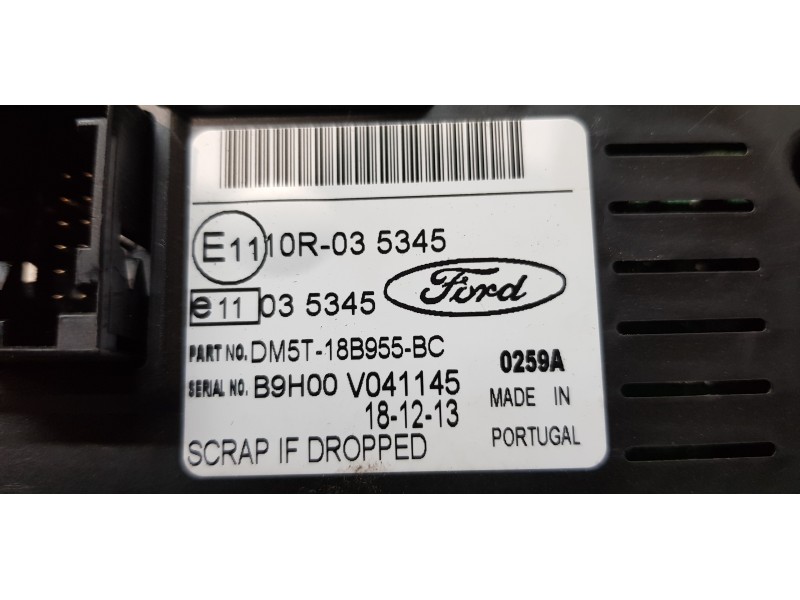 E11 10R-03 5345
e 11 03 5345
Ford
PART NO. DM5T-18B955-BC
SERIAL NO. B9H00 V041145
18-12-13
0259A
MADE IN
PORTUGAL
SCRAP IF DROPPED